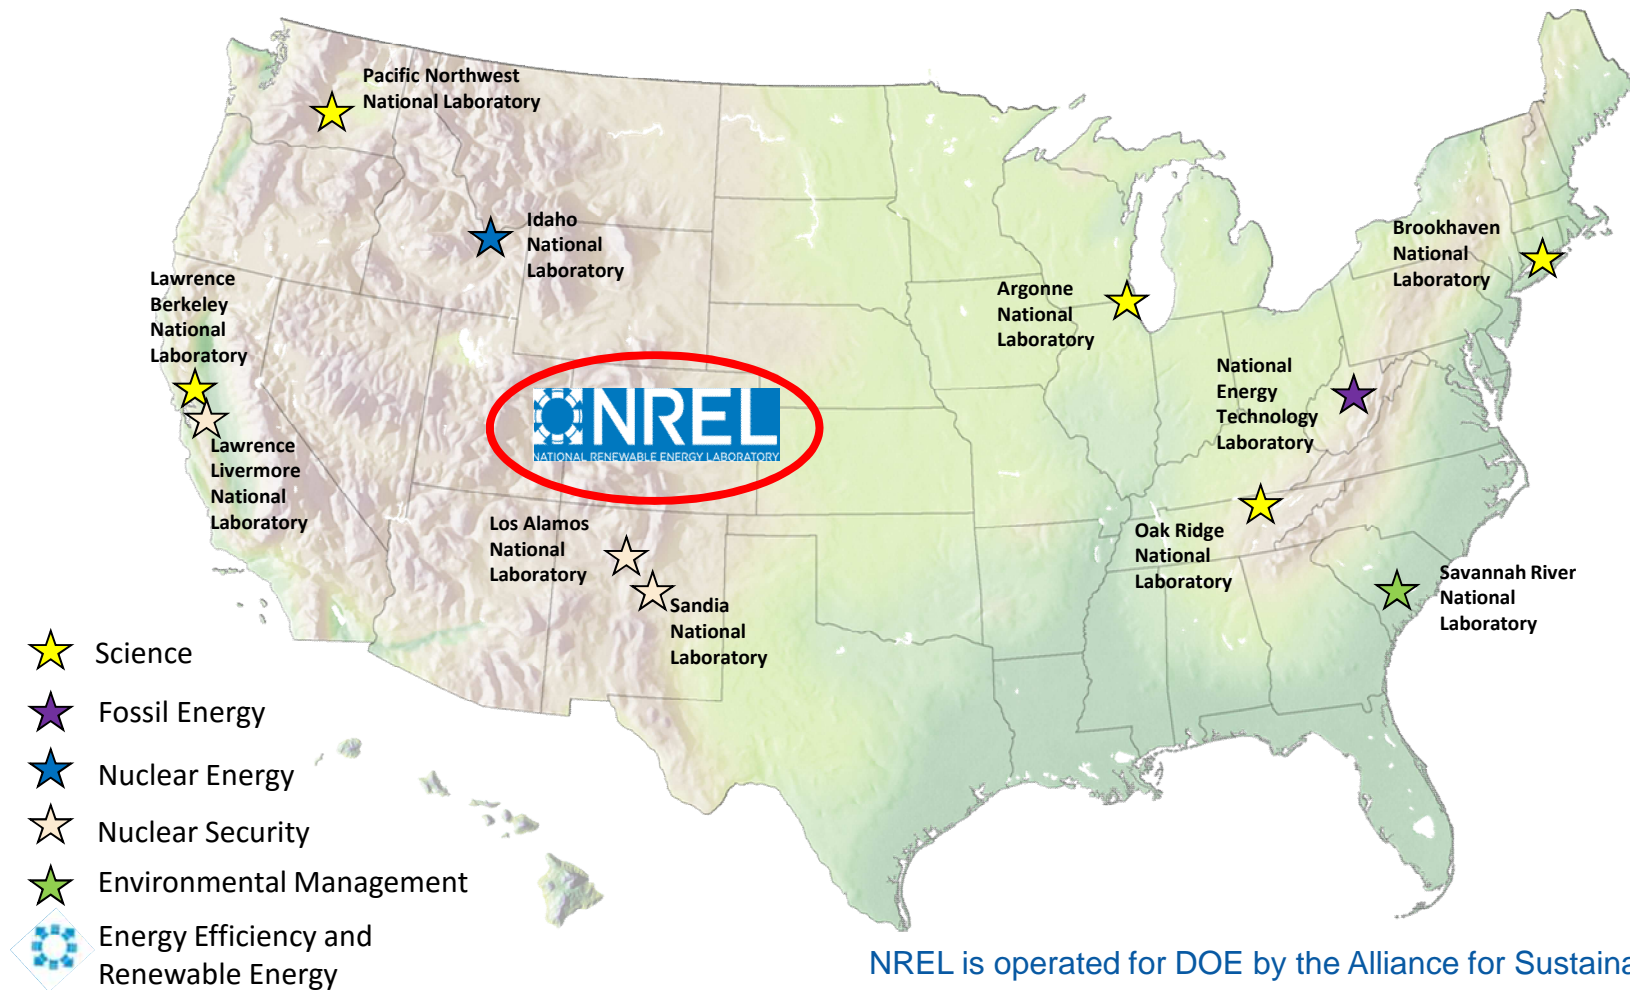 Pacific Northwest
National Laboratory
Idaho
National
Laboratory
Lawrence
Berkeley
National
Laboratory
Lawrence
Livermore
National
Laboratory
NREL
NATIONAL RENEWABLE ENERGY LABORATORY
Los Alamos
National
Laboratory
Sandia
National
Laboratory
Argonne
National
Laboratory
Brookhaven
National
Laboratory
National
Energy
Technology
Laboratory
Oak Ridge
National
Laboratory
Savannah River
National
Laboratory
Science
Fossil Energy
Nuclear Energy
Nuclear Security
Environmental Management
Energy Efficiency and
Renewable Energy
NREL is operated for DOE by the Alliance for Sustaina